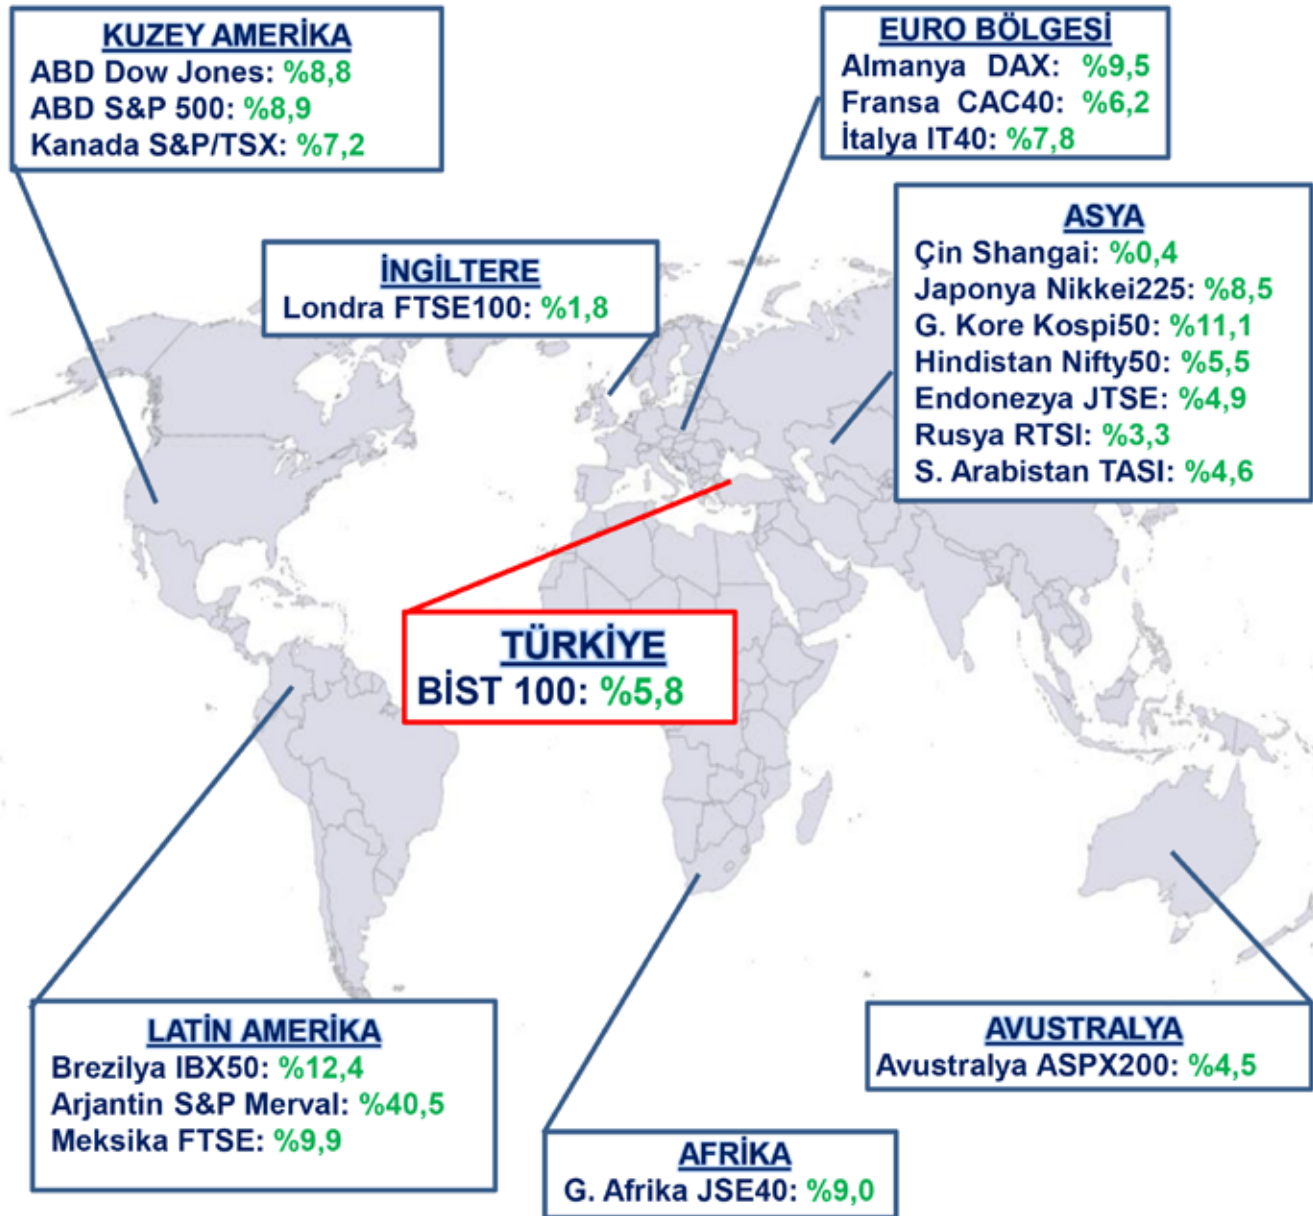 KUZEY AMERİKA
ABD Dow Jones: %8,8
ABD S&P 500: %8,9
Kanada S&P/TSX: %7,2
EURO BÖLGESİ
Almanya DAX: %9,5
Fransa CAC40: %6,2
İtalya IT40: %7,8
İNGİLTERE
Londra FTSE100: %1,8
ASYA
Çin Shangai: %0,4
Japonya Nikkei225: %8,5
G. Kore Kospi50: %11,1
Hindistan Nifty50: %5,5
Endonezya JTSE: %4,9
Rusya RTSI: %3,3
S. Arabistan TASI: %4,6
TÜRKİYE
BİST 100: %5,8
LATİN AMERİKA
Brezilya IBX50: %12,4
Arjantin S&P Merval: %40,5
Meksika FTSE: %9,9
AFRİKA
G. Afrika JSE40: %9,0
AVUSTRALYA
Avustralya ASPX200: %4,5